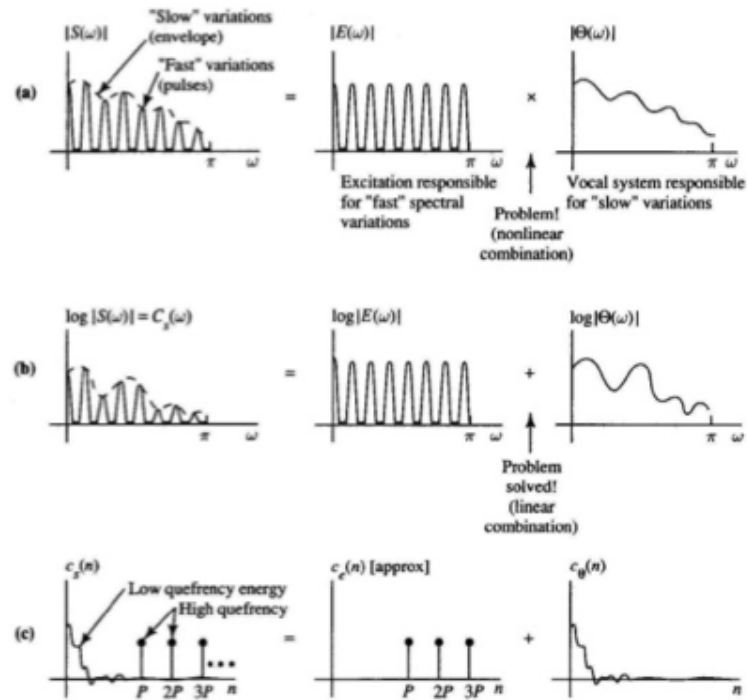 |S(ω)|
"Slow" variations
(envelope)
"Fast" variations
(pulses)
|E(ω)|
|Θ(ω)|
(a)
=
×
π ω
π ω
π ω
Excitation responsible
for "fast" spectral
variations
Problem!
(nonlinear
combination)
Vocal system responsible
for "slow" variations
log |S(ω)| = C_s(ω)
log|E(ω)|
log|Θ(ω)|
(b)
=
+
π ω
π ω
π ω
Problem
solved!
(linear
combination)
c_s(n)
Low quefrency energy
High quefrency
c_e(n) [approx]
c_θ(n)
(c)
=
+
P 2P 3P n
P 2P 3P n
n